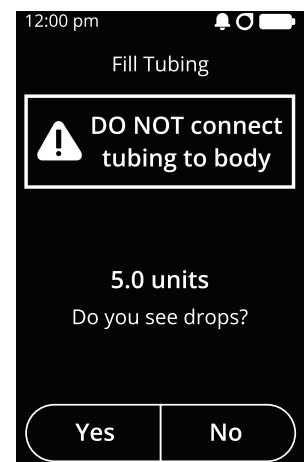 12:00 pm
Fill Tubing
DO NOT connect
tubing to body
5.0 units
Do you see drops?
Yes
No